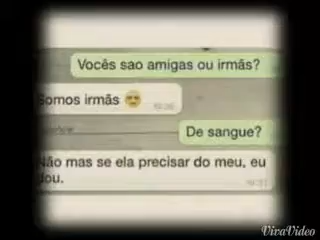 Vocês sao amigas ou irmãs?
Somos irmãs
De sangue?
Não mas se ela precisar do meu, eu
dou.
VivaVideo